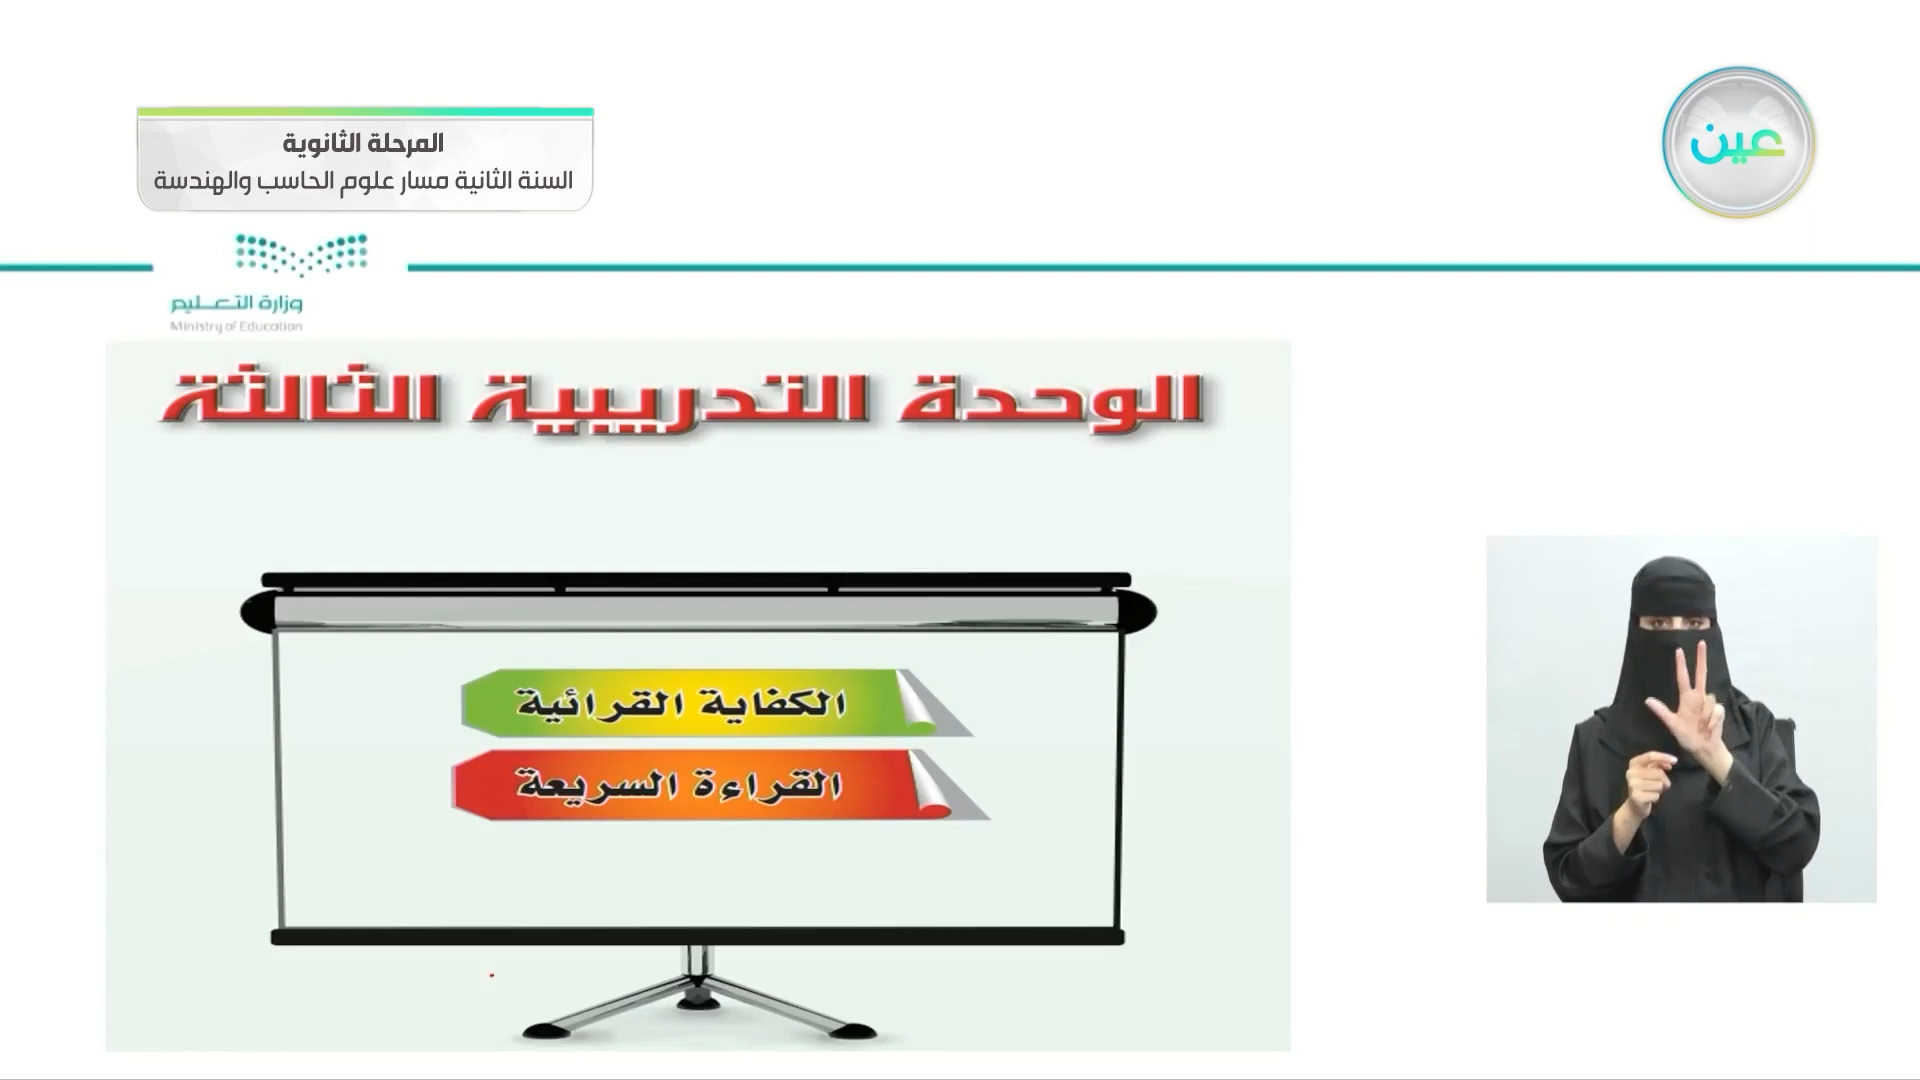 المرحلة الثانوية
السنة الثانية مسار علوم الحاسب والهندسة
عين
وزارة التعـــليم
Ministry of Education
الوحدة التدريبية الثالثة
الكفاية القرائية
القراءة السريعة